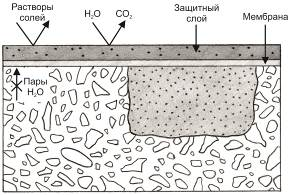 Растворы
солей
H₂O
CO₂
Защитный
слой
Мембрана
Пары
H₂O